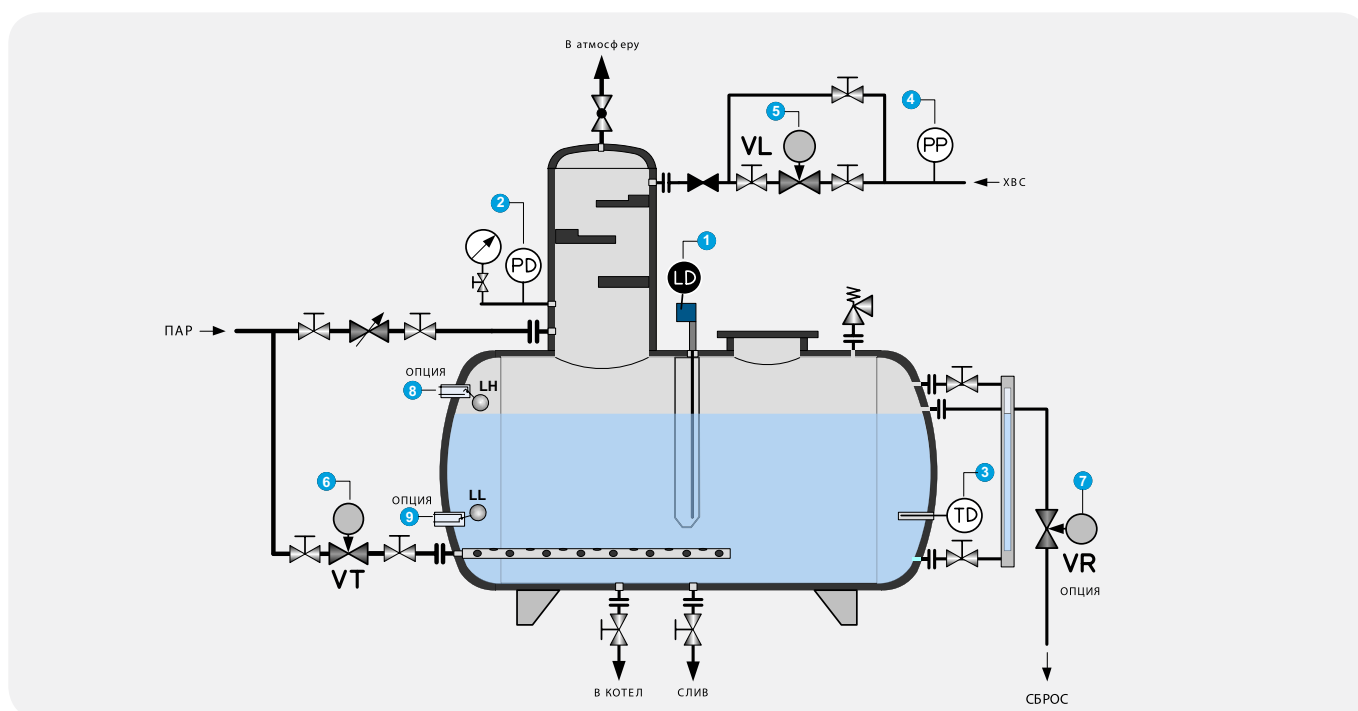 В атмосферу
5
4
VL
PP
ХВС
2
1
PD
LD
ПАР
ОПЦИЯ
8
LH
6
ОПЦИЯ
9
LL
3
7
TD
VT
VR
ОПЦИЯ
В КОТЕЛ
СЛИВ
СБРОС